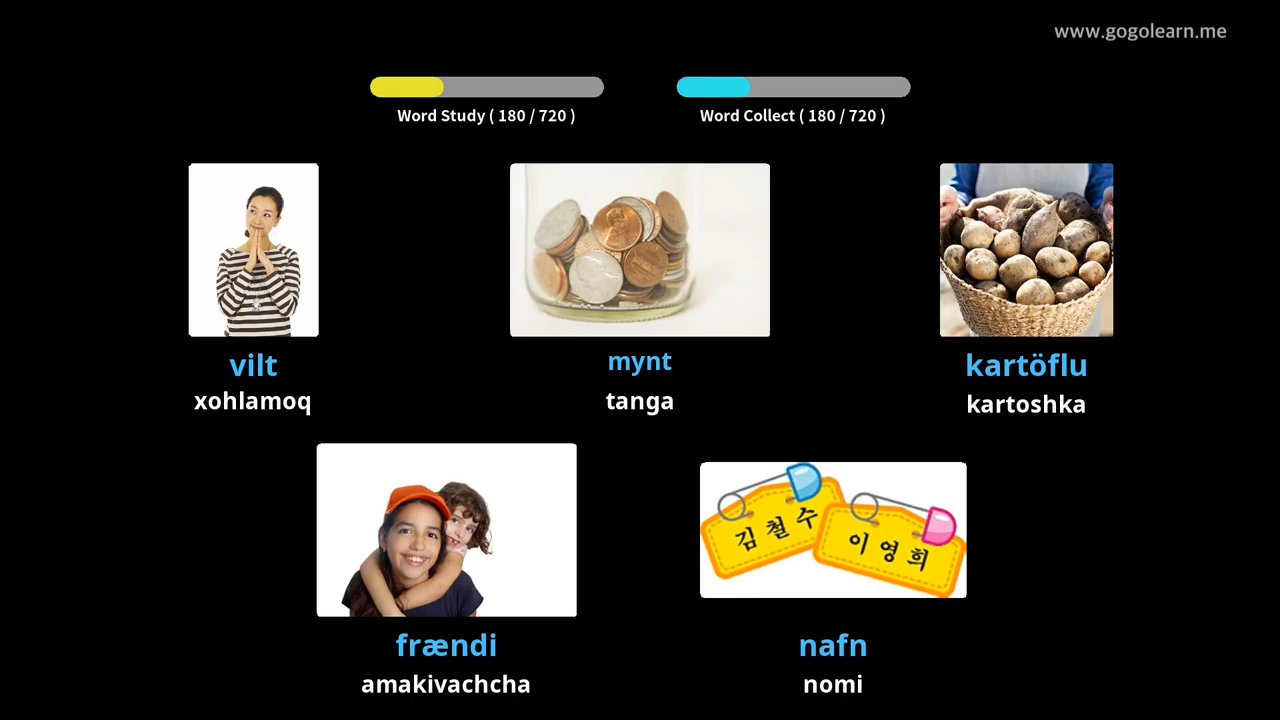 www.gogolearn.me
Word Study ( 180 / 720 )
Word Collect ( 180 / 720 )
vilt
xohlamoq
mynt
tanga
kartöflu
kartoshka
김철수
이영희
frændi
amakivachcha
nafn
nomi